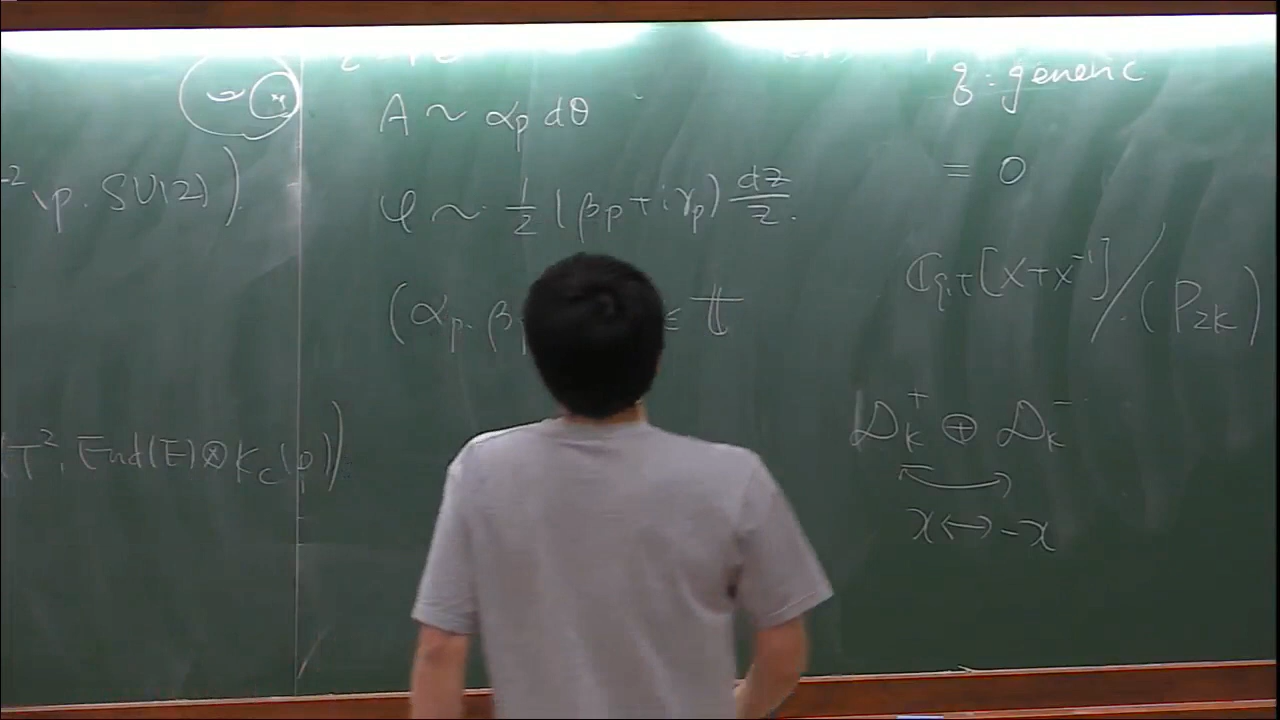 -2 \p. SU(2))
(T², End(E)⊗K_C(p))
A ~ α_p dθ
φ ~ 1/2 (β_p + iγ_p) dz/z.
(α_p. β_p ∈ 𝕋
q: generic
= 0
ℂ_{q,t}[X+X⁻¹]/(P_{2k})
𝒟_k⁺ ⊕ 𝒟_k⁻
x ↔ -x